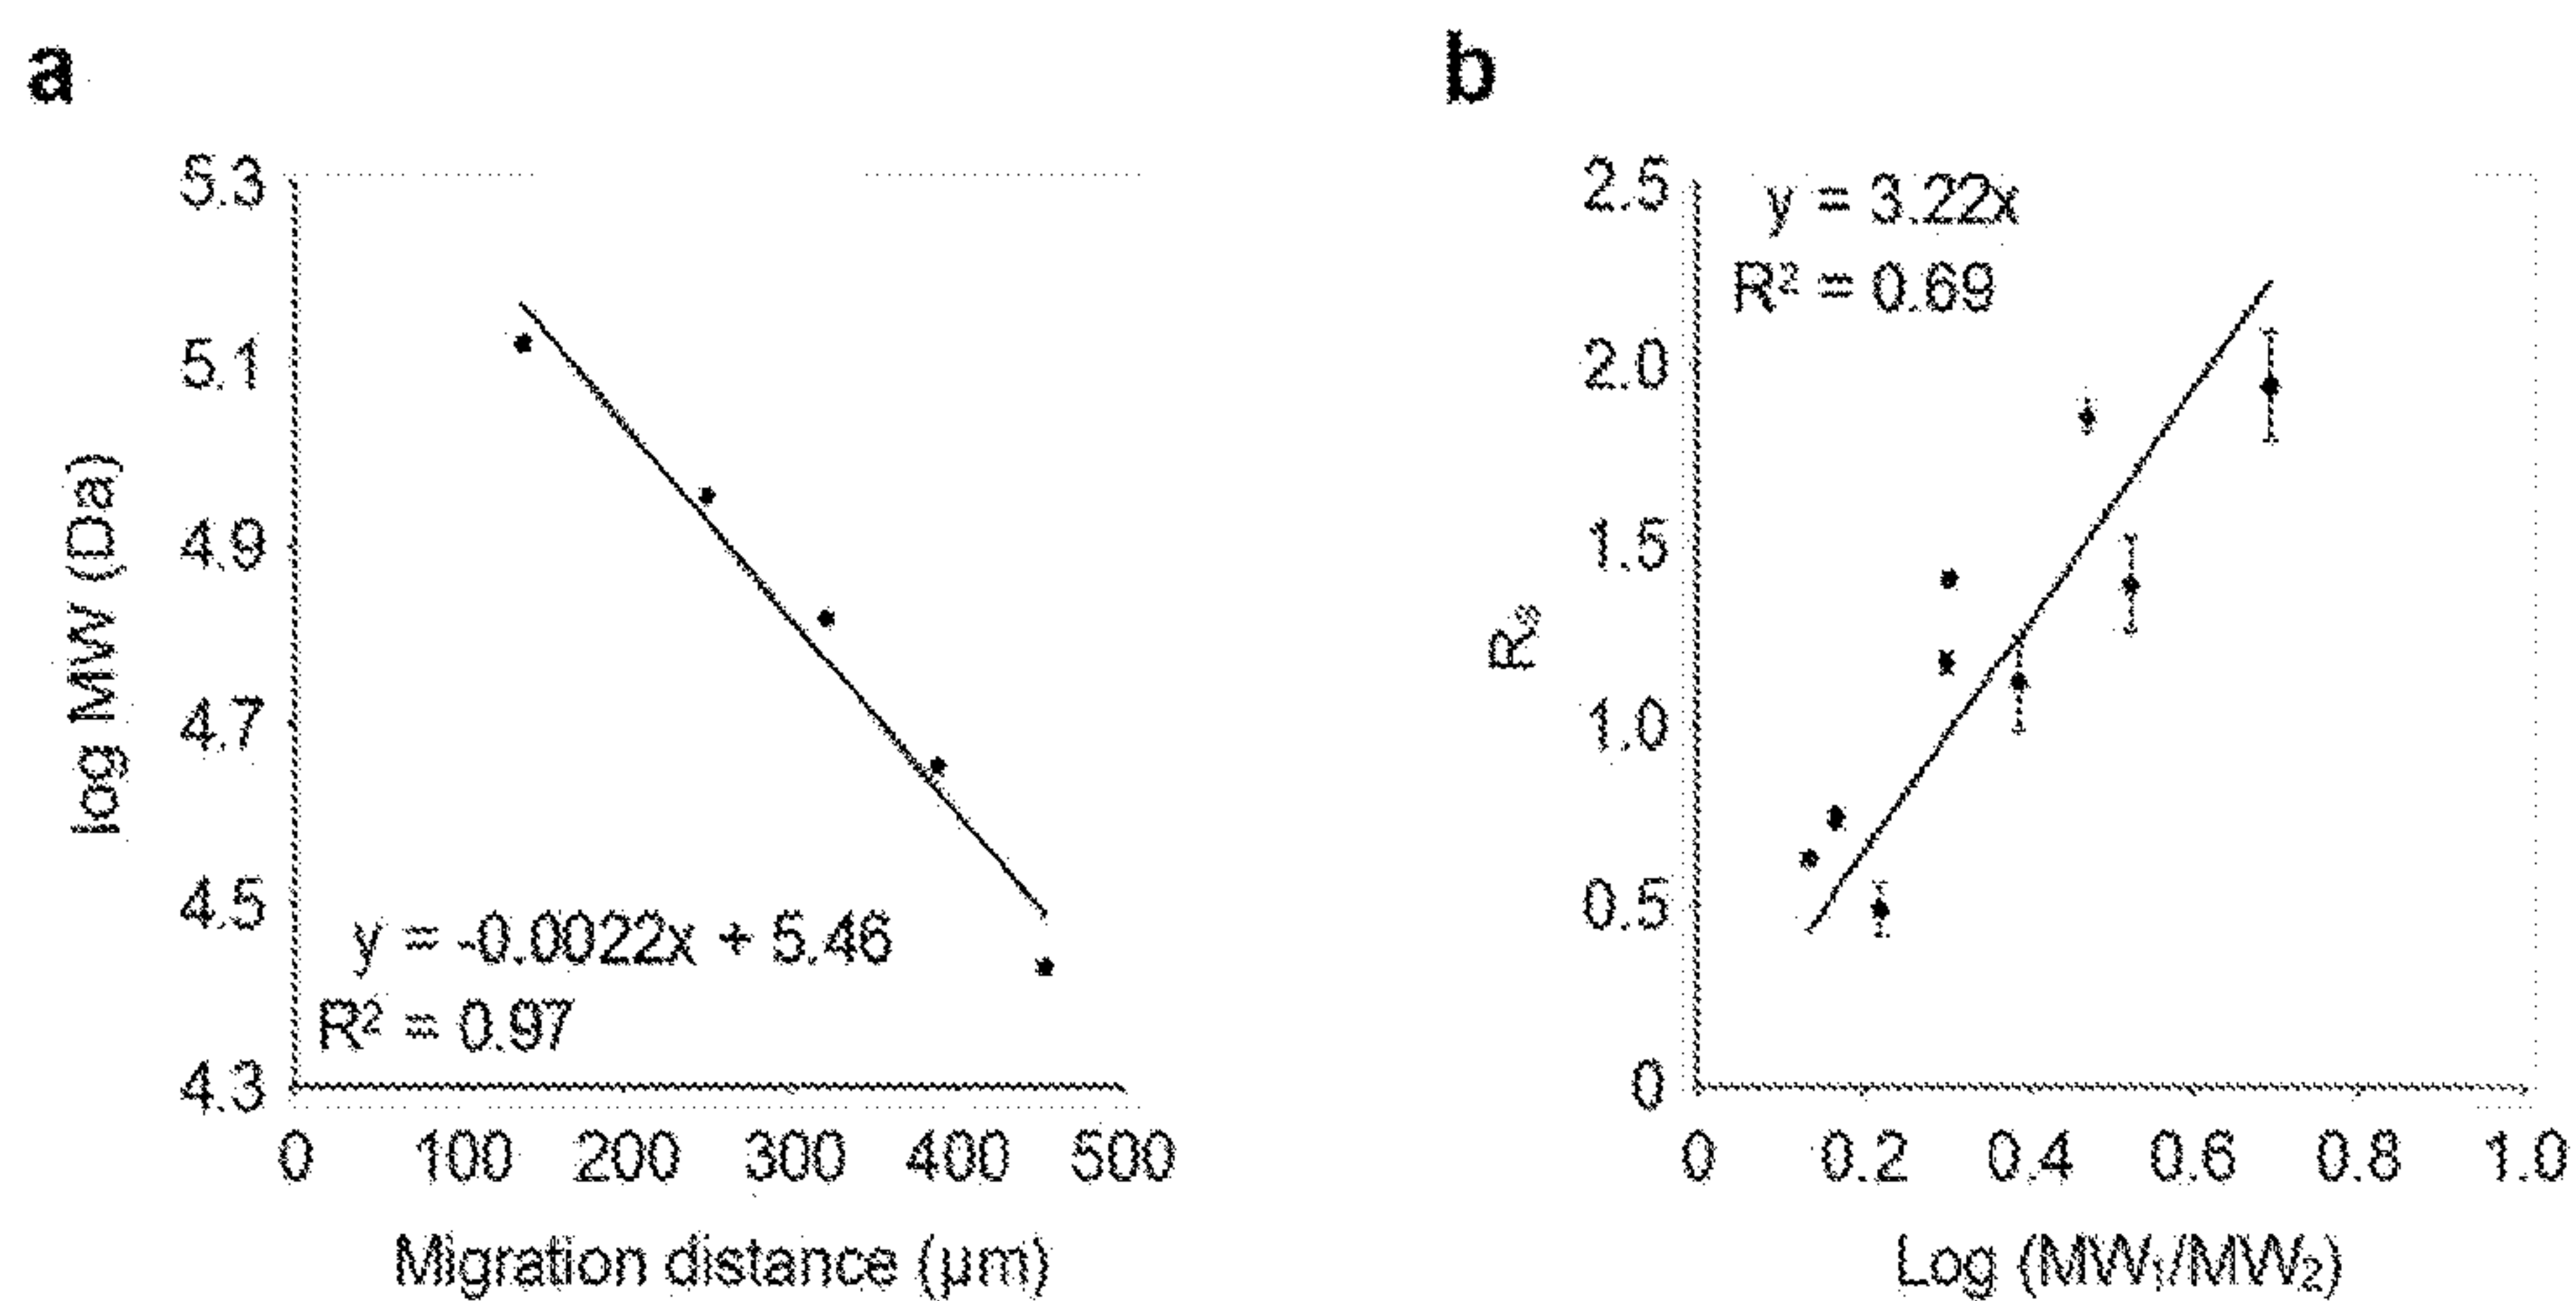 a
5.3
5.1
4.9
4.7
4.5
4.3
log MW (Da)
y = -0.0022x + 5.46
R² = 0.97
0 100 200 300 400 500
Migration distance (µm)
b
2.5
2.0
1.5
1.0
0.5
0
Rₛ
y = 3.22x
R² = 0.69
0 0.2 0.4 0.6 0.8 1.0
Log (MW₁/MW₂)